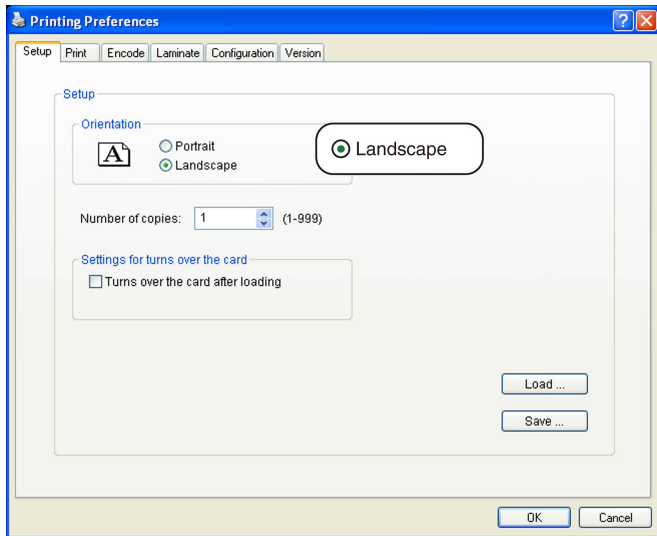 Printing Preferences
Setup Print Encode Laminate Configuration Version
Setup
Orientation
A
Portrait
Landscape
Landscape
Number of copies: 1 (1-999)
Settings for turns over the card
Turns over the card after loading
Load ...
Save ...
OK Cancel